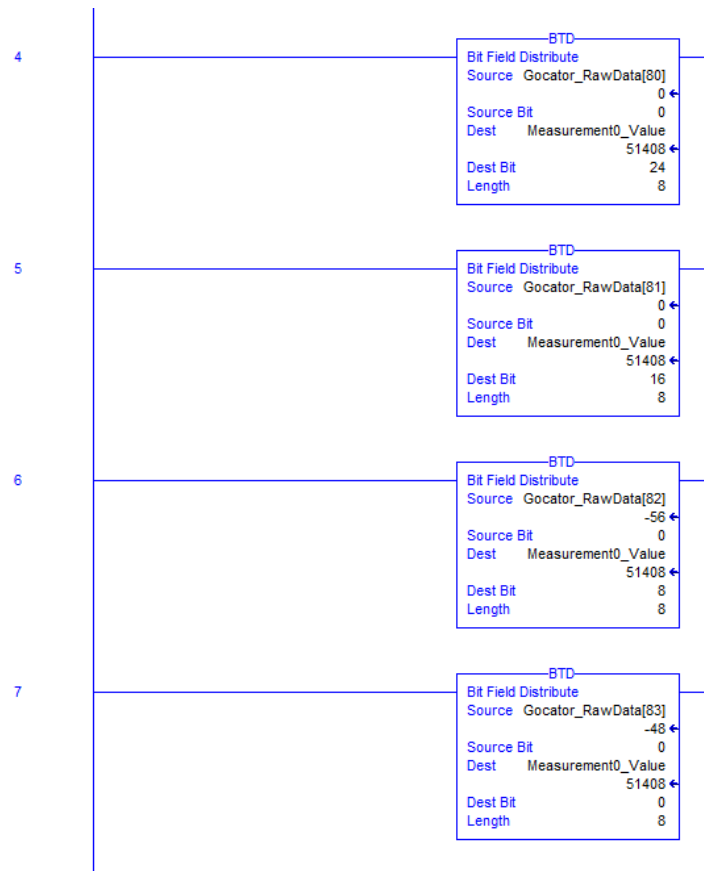 4
BTD
Bit Field Distribute
Source Gocator_RawData[80]
0
Source Bit 0
Dest Measurement0_Value
51408
Dest Bit 24
Length 8
5
BTD
Bit Field Distribute
Source Gocator_RawData[81]
0
Source Bit 0
Dest Measurement0_Value
51408
Dest Bit 16
Length 8
6
BTD
Bit Field Distribute
Source Gocator_RawData[82]
-56
Source Bit 0
Dest Measurement0_Value
51408
Dest Bit 8
Length 8
7
BTD
Bit Field Distribute
Source Gocator_RawData[83]
-48
Source Bit 0
Dest Measurement0_Value
51408
Dest Bit 0
Length 8